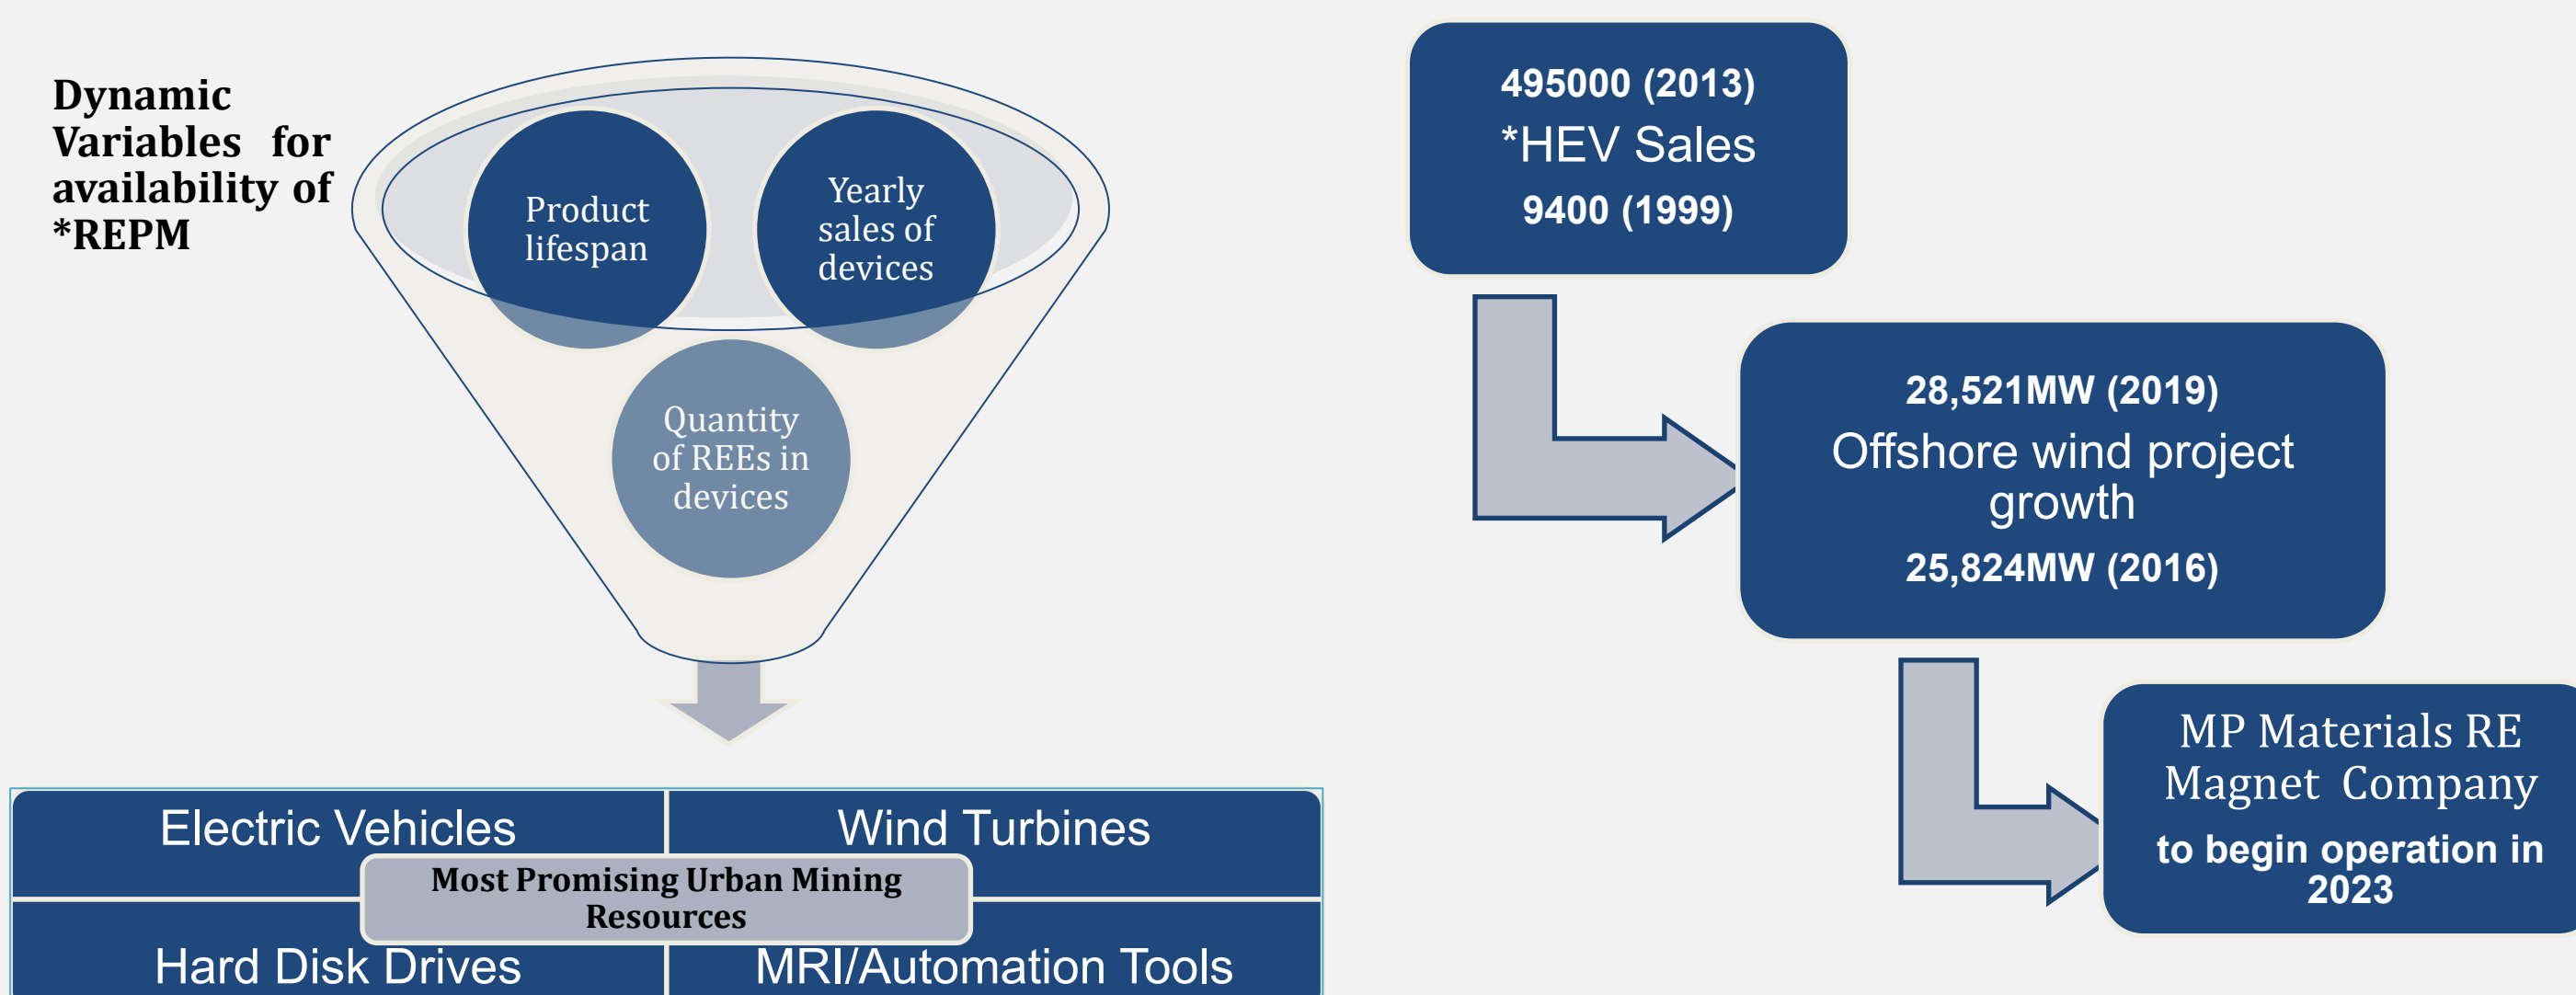 Dynamic
Variables for
availability of
*REPM
Product
lifespan
Yearly
sales of
devices
Quantity
of REEs in
devices
Electric Vehicles
Wind Turbines
Most Promising Urban Mining
Resources
Hard Disk Drives
MRI/Automation Tools
495000 (2013)
*HEV Sales
9400 (1999)
28,521MW (2019)
Offshore wind project
growth
25,824MW (2016)
MP Materials RE
Magnet Company
to begin operation in
2023